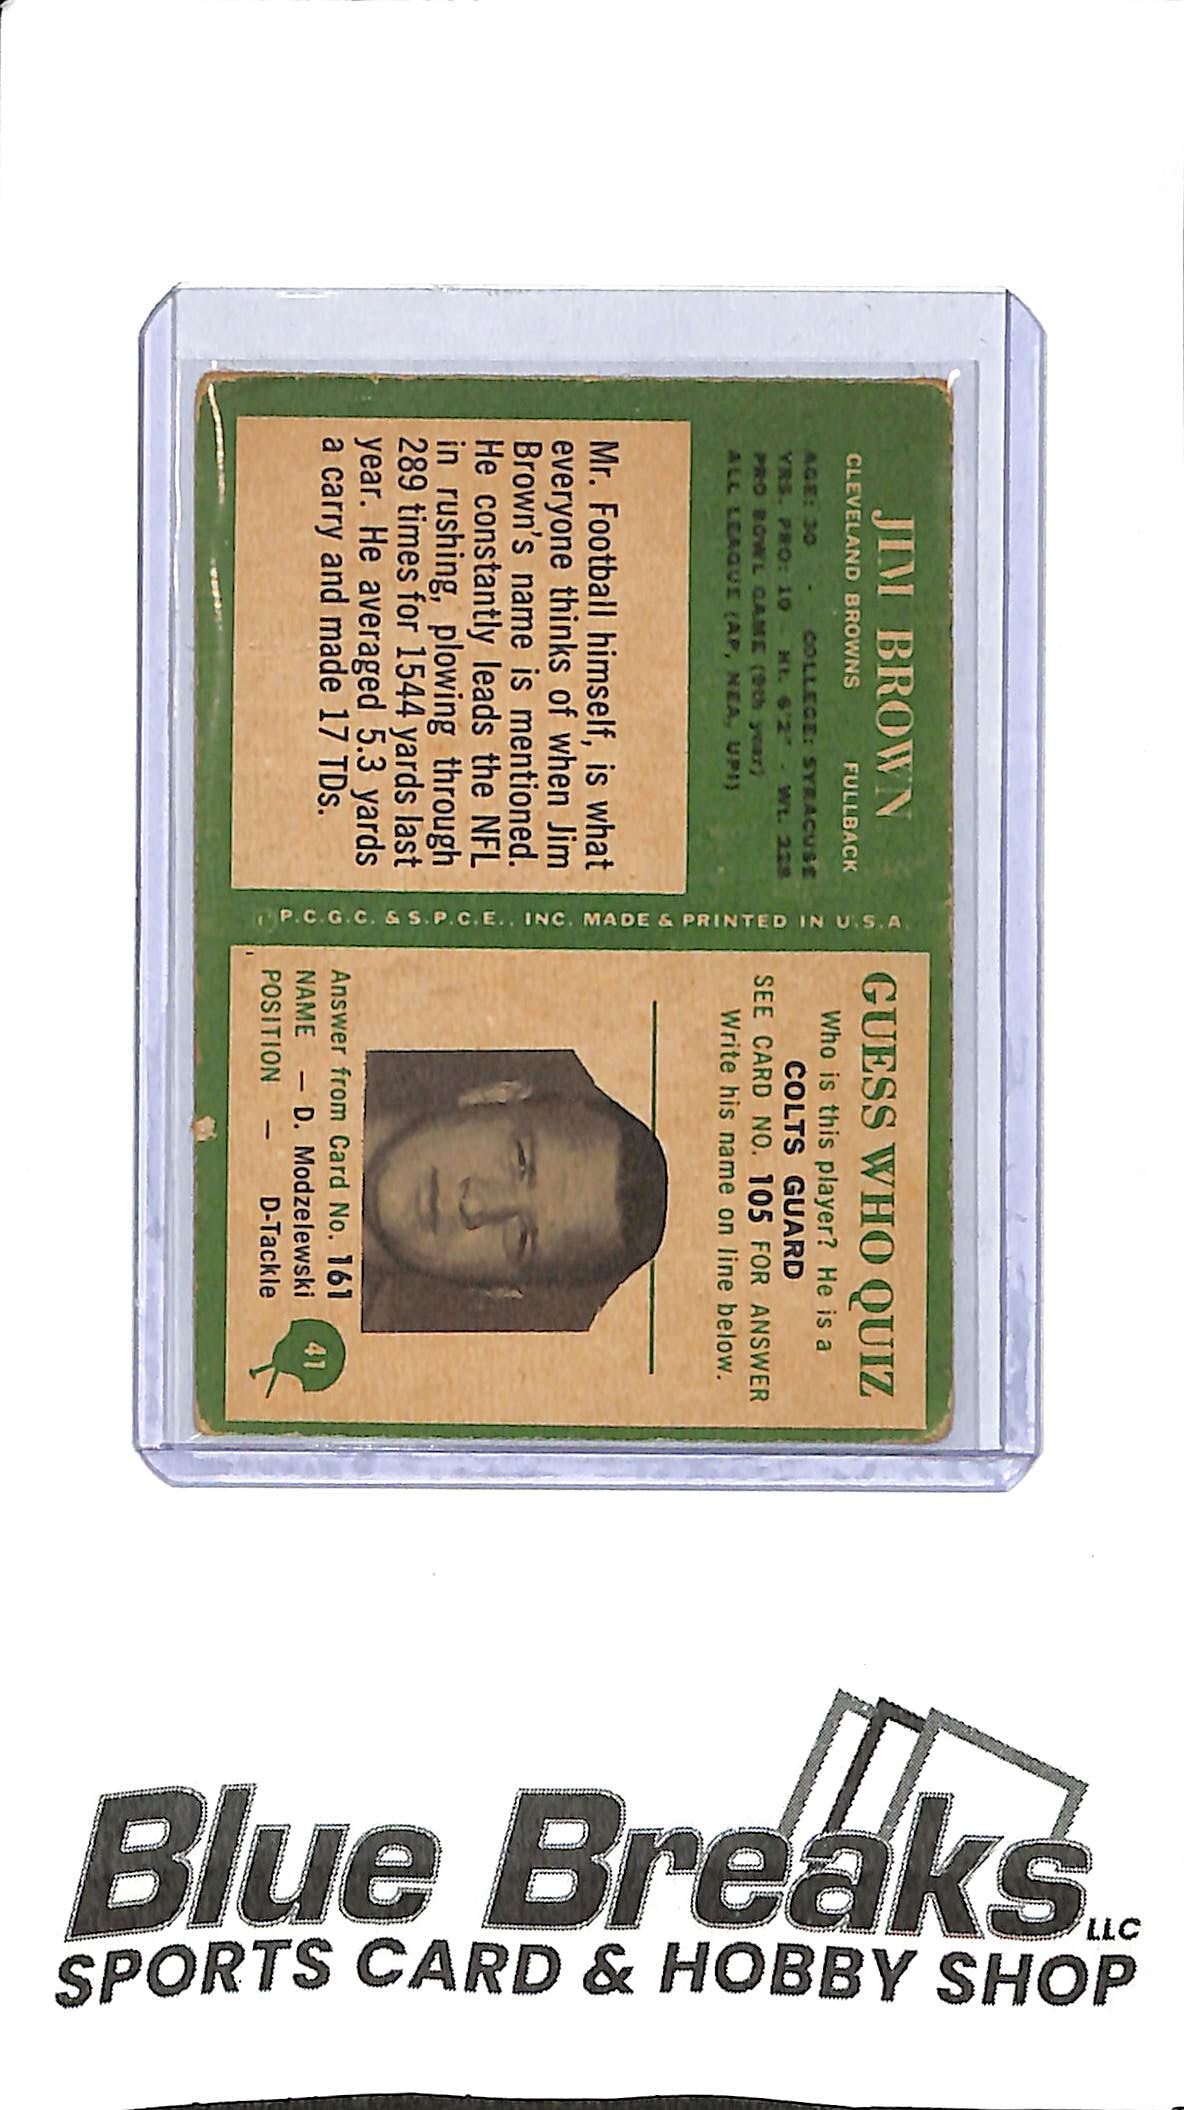 JIM BROWN
CLEVELAND BROWNS FULLBACK
AGE: 30 - COLLEGE: SYRACUSE
YRS. PRO: 10 - Ht. 6'2" - Wt. 228
PRO BOWL GAME (9th year)
ALL LEAGUE (AP, NEA, UPI)
Mr. Football himself, is what
everyone thinks of when Jim
Brown's name is mentioned.
He constantly leads the NFL
in rushing, plowing through
289 times for 1544 yards last
year. He averaged 5.3 yards
a carry and made 17 TDs.
P.C.G.C. & S.P.C.E., INC. MADE & PRINTED IN U.S.A.
GUESS WHO QUIZ
Who is this player? He is a
COLTS GUARD
SEE CARD NO. 105 FOR ANSWER
Write his name on line below.
Answer from Card No. 161
NAME — D. Modzelewski
POSITION — D-Tackle
41
Blue Breaks LLC
SPORTS CARD & HOBBY SHOP